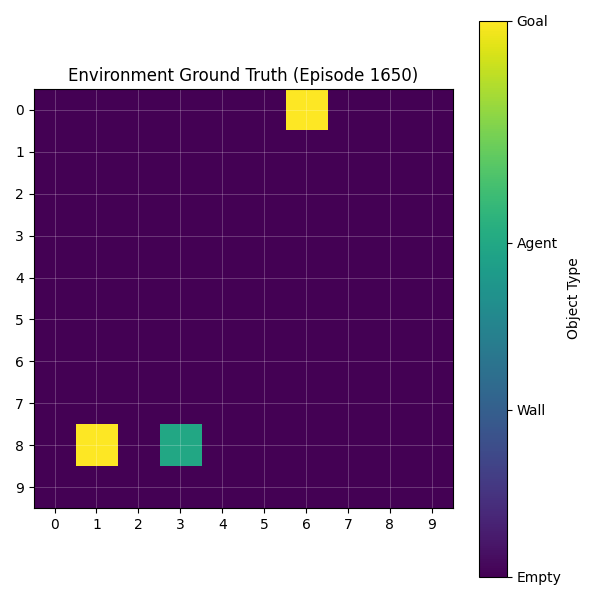 Environment Ground Truth (Episode 1650)
0
1
2
3
4
5
6
7
8
9
0 1 2 3 4 5 6 7 8 9
Goal
Agent
Wall
Empty
Object Type